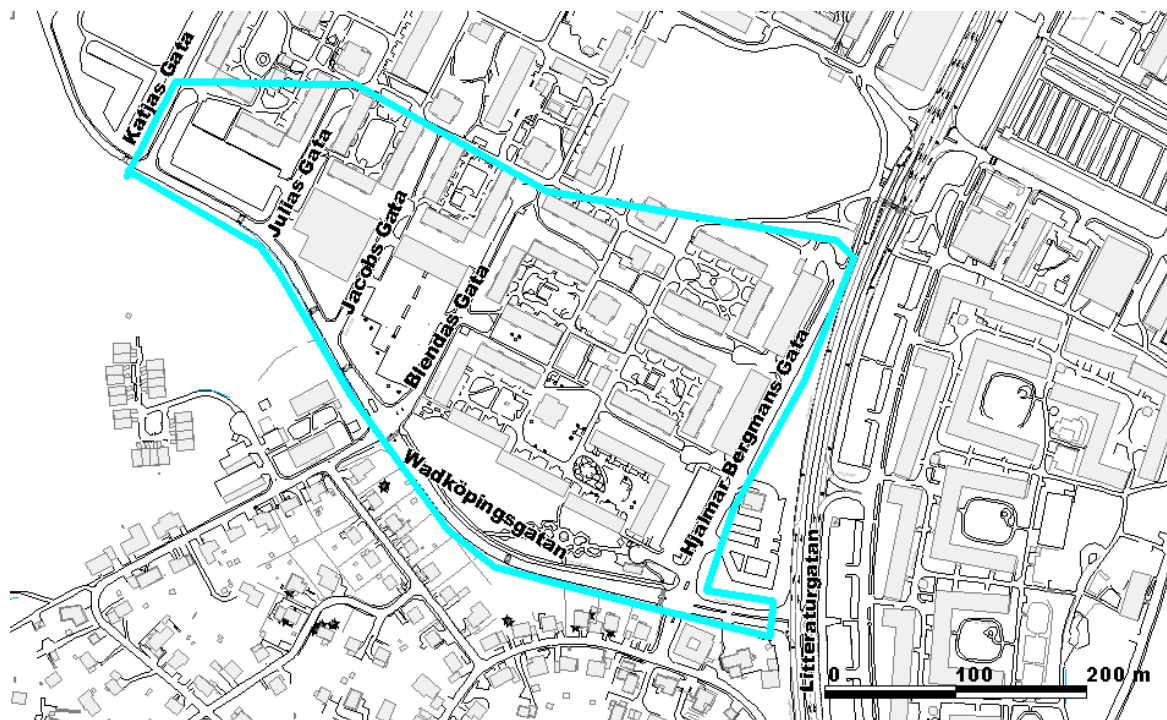 Katjas Gata
Julias Gata
Jacobs Gata
Blendas Gata
Hjalmar Bergmans Gata
Wadköpingsgatan
Litteraturgatan
0 100 200 m